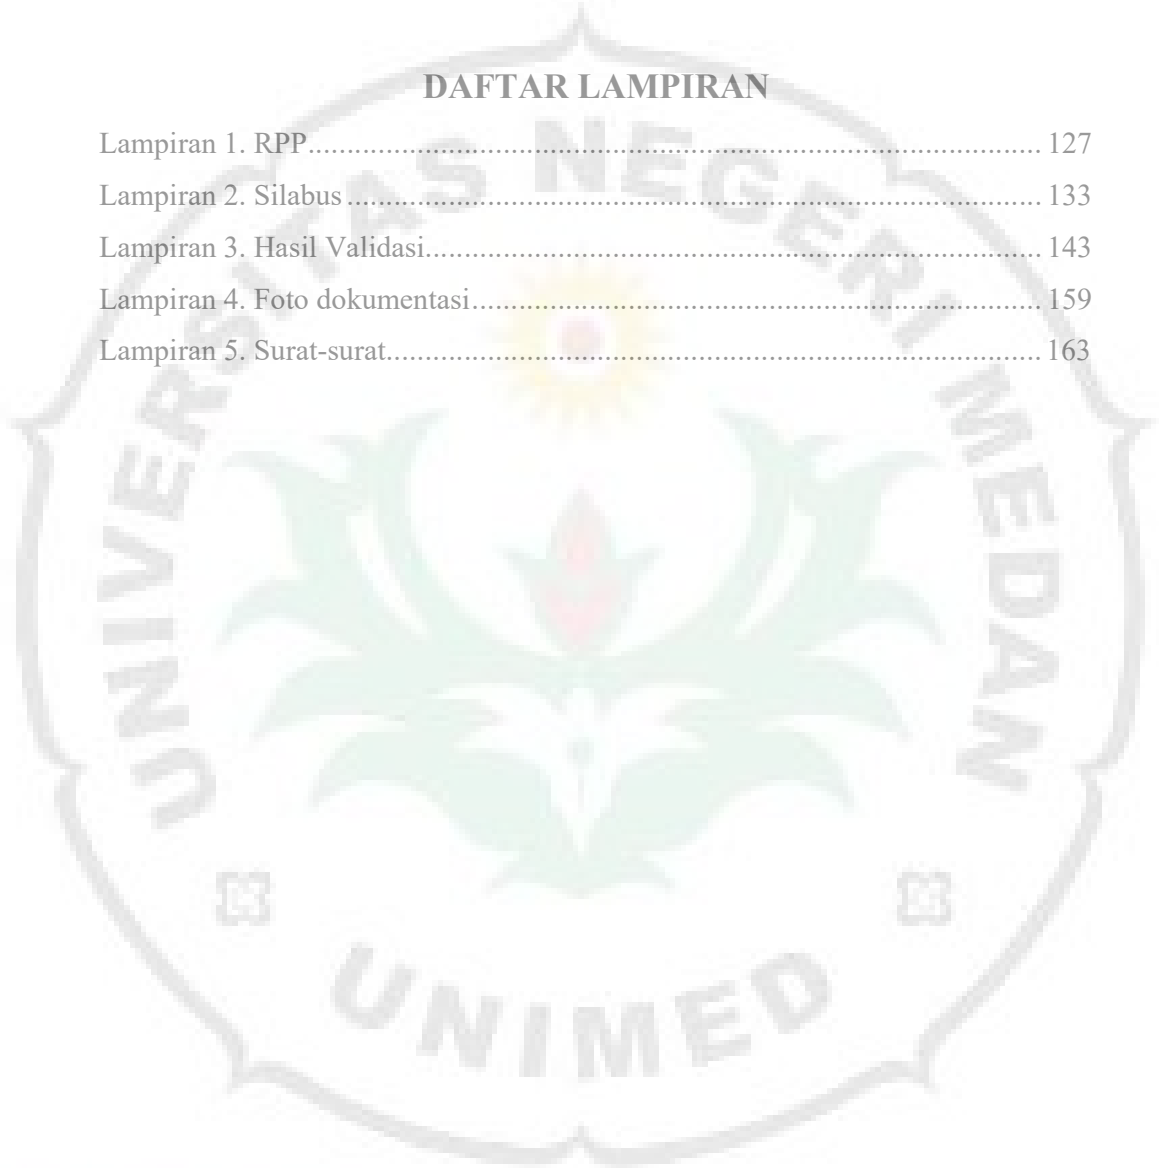 DAFTAR LAMPIRAN
Lampiran 1. RPP.................................................................................................. 127
Lampiran 2. Silabus............................................................................................ 133
Lampiran 3. Hasil Validasi.................................................................................. 143
Lampiran 4. Foto dokumentasi........................................................................... 159
Lampiran 5. Surat-surat....................................................................................... 163
UNIVERSITAS NEGERI MEDAN
UNIMED